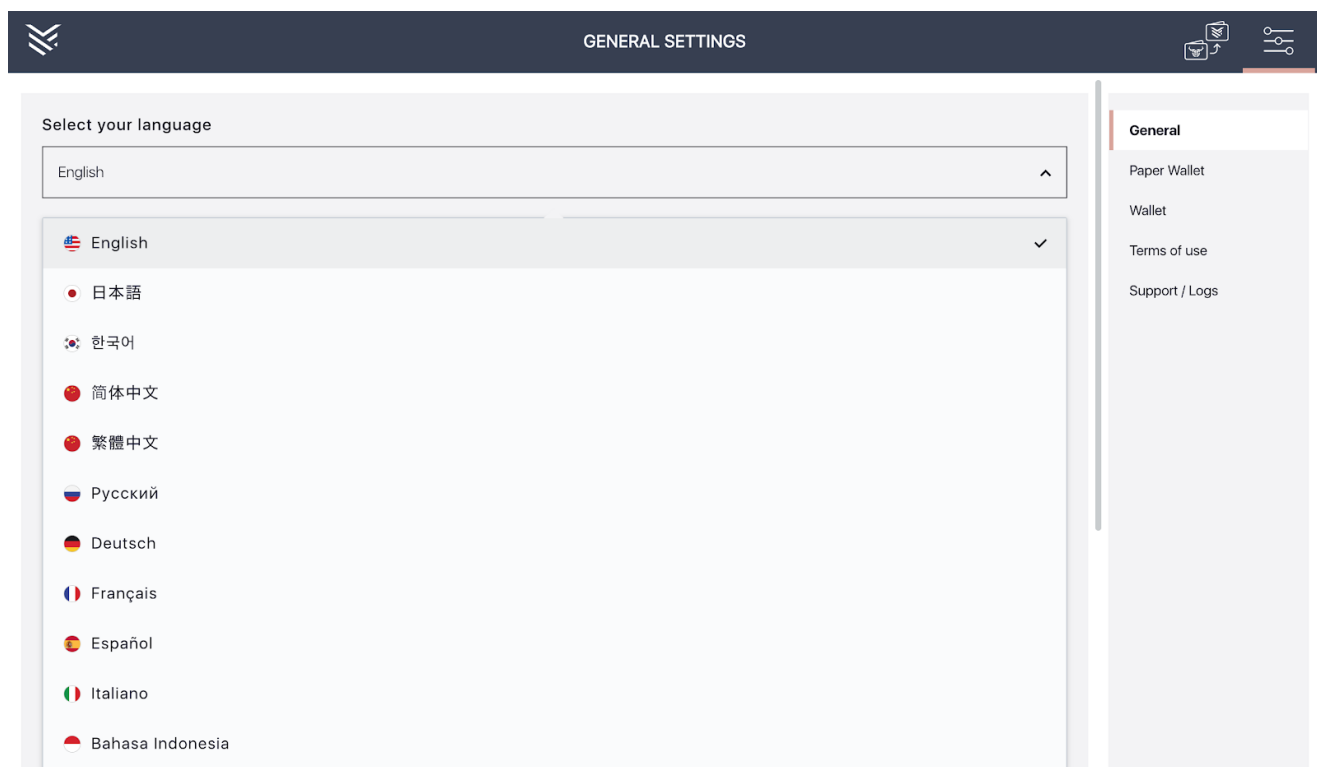 GENERAL SETTINGS
Select your language
English
English
日本語
한국어
简体中文
繁體中文
Русский
Deutsch
Français
Español
Italiano
Bahasa Indonesia
General
Paper Wallet
Wallet
Terms of use
Support / Logs